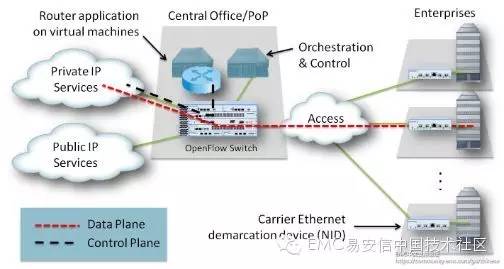 Router application
on virtual machines
Central Office/PoP
Enterprises
Orchestration
& Control
Private IP
Services
Access
Public IP
Services
OpenFlow Switch
Data Plane
Control Plane
Carrier Ethernet
demarcation device (NID)
EMC易安信中国技术社区